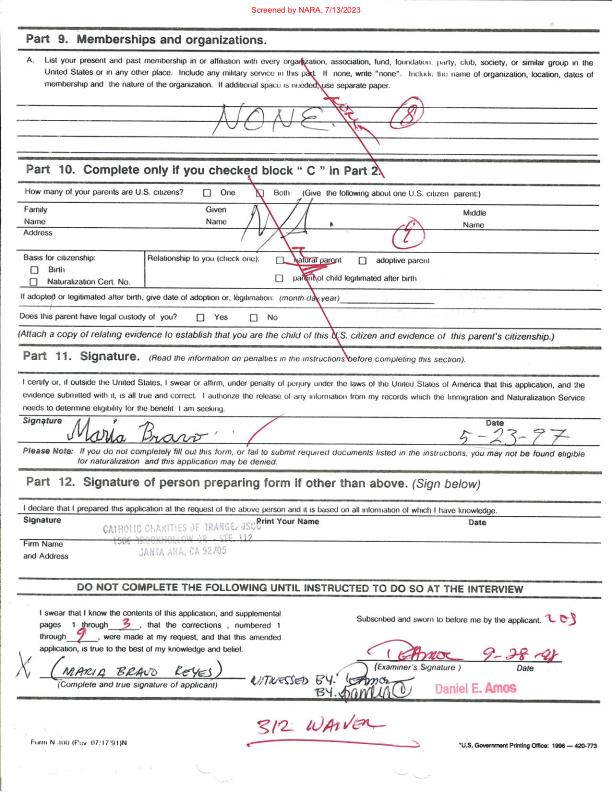 Screened by NARA, 7/13/2023
Part 9. Memberships and organizations.
A. List your present and past membership in or affiliation with every organization, association, fund, foundation, party, club, society, or similar group in the
United States or in any other place. Include any military service in this part. If none, write "none". Include the name of organization, location, dates of
membership and the nature of the organization. If additional space is needed, use separate paper.
NONE.
8
Part 10. Complete only if you checked block " C " in Part 2.
How many of your parents are U.S. citizens? One Both (Give the following about one U.S. citizen parent:)
Family Given Middle
Name Name Name
N/A.
Address
Basis for citizenship: Relationship to you (check one): natural parent adoptive parent
Birth
Naturalization Cert. No. parent of child legitimated after birth
If adopted or legitimated after birth, give date of adoption or, legitimation: (month-day-year)
Does this parent have legal custody of you? Yes No
(Attach a copy of relating evidence to establish that you are the child of this U.S. citizen and evidence of this parent's citizenship.)
Part 11. Signature. (Read the information on penalties in the instructions before completing this section).
I certify or, if outside the United States, I swear or affirm, under penalty of perjury under the laws of the United States of America that this application, and the
evidence submitted with it, is all true and correct. I authorize the release of any information from my records which the Immigration and Naturalization Service
needs to determine eligibility for the benefit. I am seeking.
Signature Date
Maria Bravo 5-23-97
Please Note: If you do not completely fill out this form, or fail to submit required documents listed in the instructions, you may not be found eligible
for naturalization and this application may be denied.
Part 12. Signature of person preparing form if other than above. (Sign below)
I declare that I prepared this application at the request of the above person and it is based on all information of which I have knowledge.
Signature Print Your Name Date
CATHOLIC CHARITIES OF ORANGE/JSCC
1506 BROOKHOLLOW DR - STE. 112
SANTA ANA, CA 92705
Firm Name
and Address
DO NOT COMPLETE THE FOLLOWING UNTIL INSTRUCTED TO DO SO AT THE INTERVIEW
I swear that I know the contents of this application, and supplemental
pages 1 through 3, that the corrections , numbered 1
through 9, were made at my request, and that this amended
application, is true to the best of my knowledge and belief.
Subscribed and sworn to before me by the applicant. 203
9-28-98
(Examiner's Signature ) Date
X (MARIA BRAVO REYES)
(Complete and true signature of applicant)
WITNESSED BY:
BY:
Daniel E. Amos
312 WAIVER
Form N 400 (Rev 07/17/91)N
*U.S. Government Printing Office: 1996 — 420-773